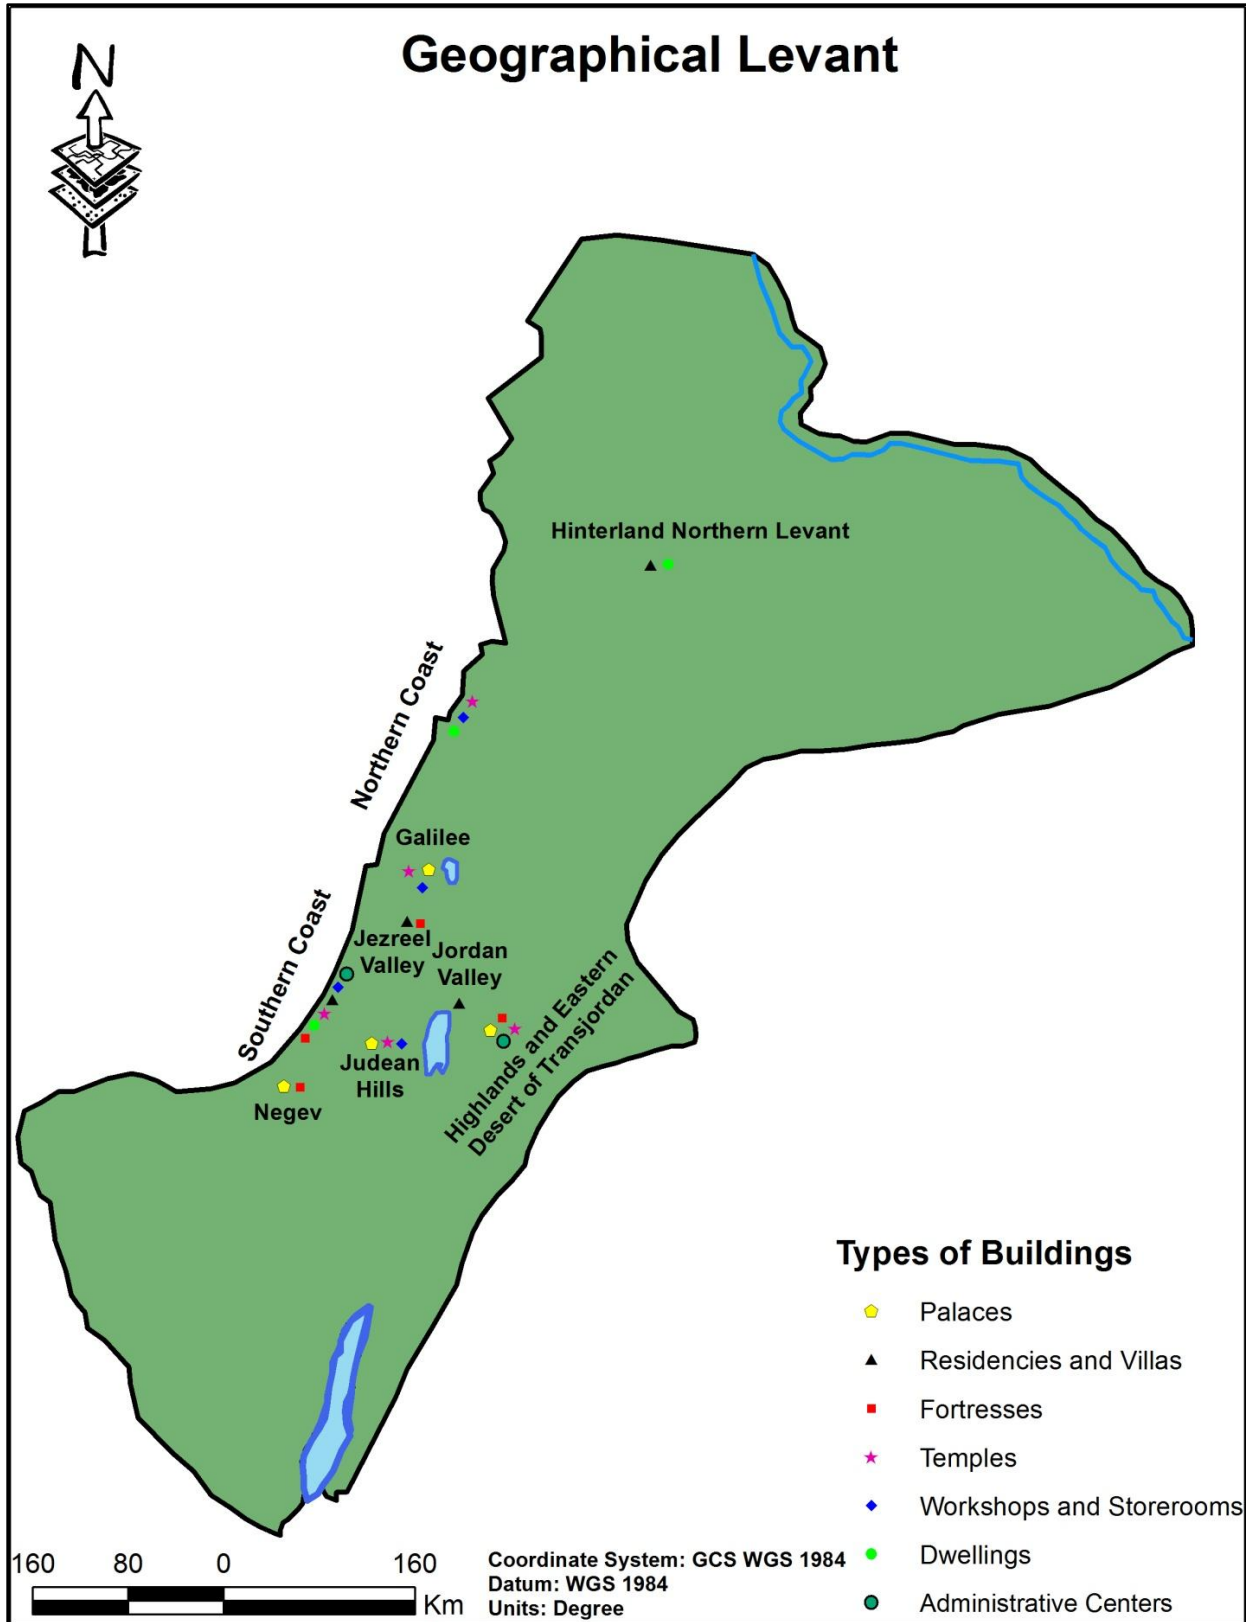 Geographical Levant
N
Hinterland Northern Levant
Northern Coast
Galilee
Southern Coast
Jezreel
Valley
Jordan
Valley
Highlands and Eastern
Desert of Transjordan
Judean
Hills
Negev
Types of Buildings
Palaces
Residencies and Villas
Fortresses
Temples
Workshops and Storerooms
Dwellings
Administrative Centers
160 80 0 160
Km
Coordinate System: GCS WGS 1984
Datum: WGS 1984
Units: Degree